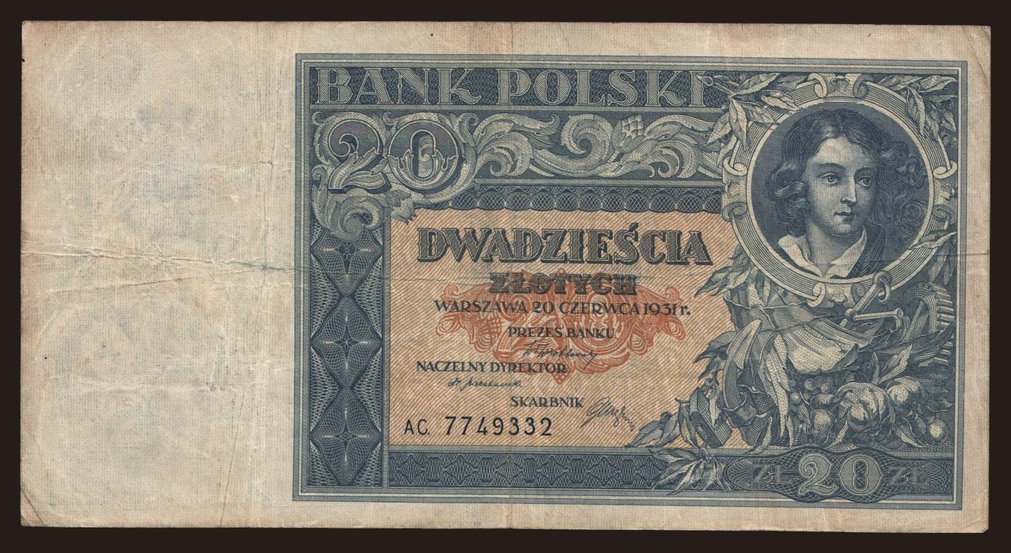 BANK POLSKI
20
DWADZIEŚCIA
ZŁOTYCH
WARSZAWA 20 CZERWCA 1931 r.
PREZES BANKU
NACZELNY DYREKTOR
SKARBNIK
AC. 7749332
ZŁ 20 ZŁ